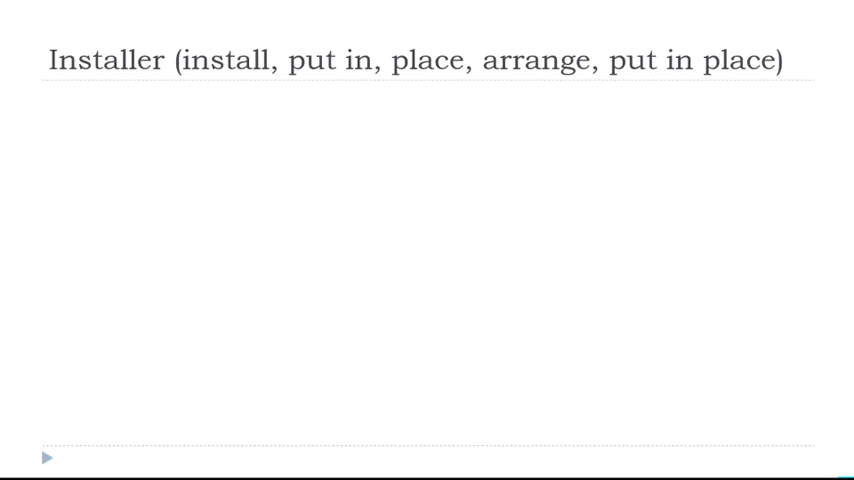 Installer (install, put in, place, arrange, put in place)